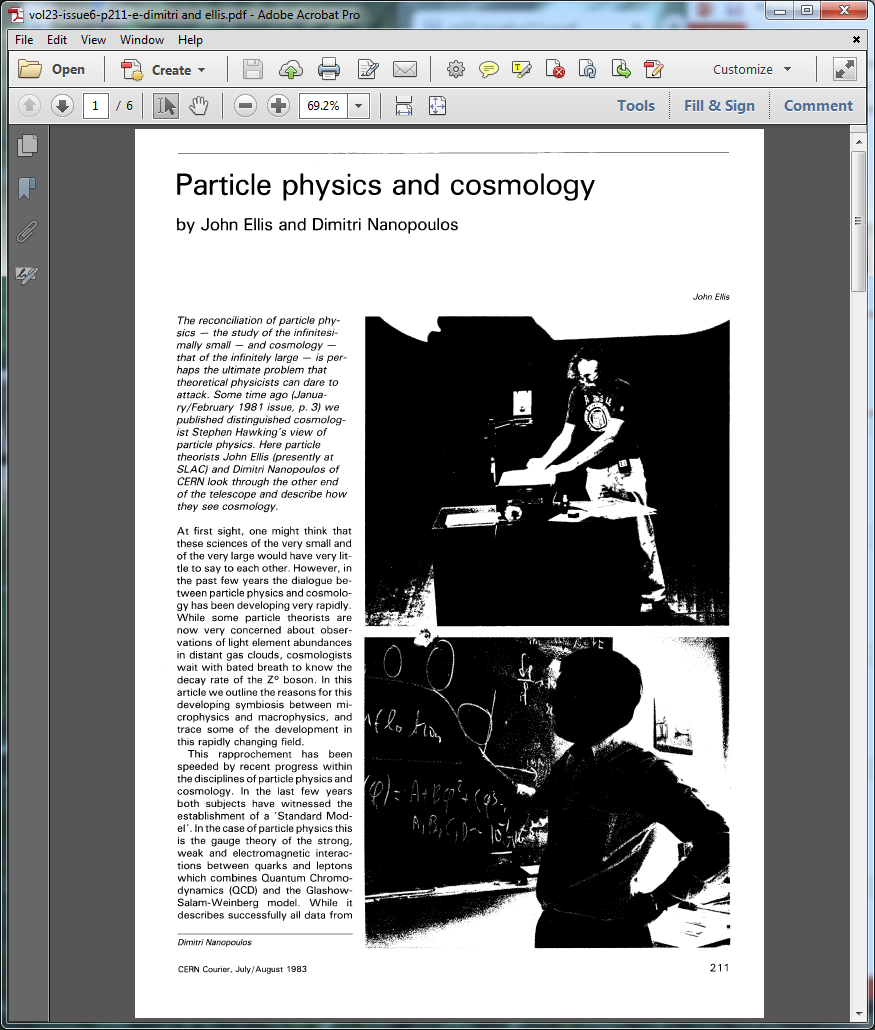 vol23-issue6-p211-e-dimitri and ellis.pdf - Adobe Acrobat Pro
File Edit View Window Help
Open Create Customize
1 / 6 69.2% Tools Fill & Sign Comment
Particle physics and cosmology
by John Ellis and Dimitri Nanopoulos
John Ellis
The reconciliation of particle phy-
sics — the study of the infinitesi-
mally small — and cosmology —
that of the infinitely large — is per-
haps the ultimate problem that
theoretical physicists can dare to
attack. Some time ago (Janua-
ry/February 1981 issue, p. 3) we
published distinguished cosmolog-
ist Stephen Hawking's view of
particle physics. Here particle
theorists John Ellis (presently at
SLAC) and Dimitri Nanopoulos of
CERN look through the other end
of the telescope and describe how
they see cosmology.
At first sight, one might think that
these sciences of the very small and
of the very large would have very lit-
tle to say to each other. However, in
the past few years the dialogue be-
tween particle physics and cosmolo-
gy has been developing very rapidly.
While some particle theorists are
now very concerned about obser-
vations of light element abundances
in distant gas clouds, cosmologists
wait with bated breath to know the
decay rate of the Z⁰ boson. In this
article we outline the reasons for this
developing symbiosis between mi-
crophysics and macrophysics, and
trace some of the development in
this rapidly changing field.
This rapprochement has been
speeded by recent progress within
the disciplines of particle physics and
cosmology. In the last few years
both subjects have witnessed the
establishment of a 'Standard Mod-
el'. In the case of particle physics this
is the gauge theory of the strong,
weak and electromagnetic interac-
tions between quarks and leptons
which combines Quantum Chromo-
dynamics (QCD) and the Glashow-
Salam-Weinberg model. While it
describes successfully all data from
Dimitri Nanopoulos
CERN Courier, July/August 1983
211